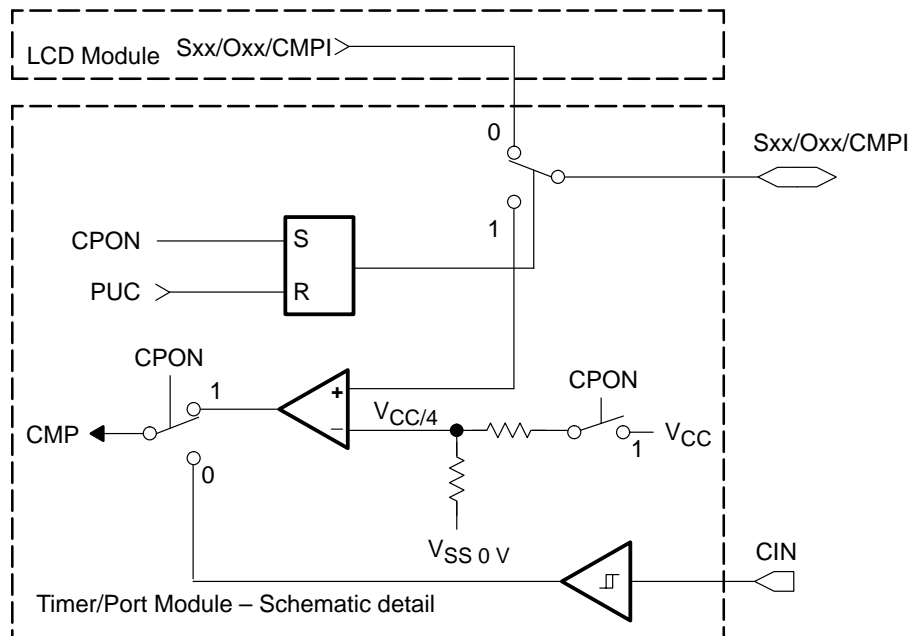 LCD Module
Sxx/Oxx/CMPI
0
Sxx/Oxx/CMPI
1
CPON
S
PUC
R
CPON
CPON
1
+
VCC/4
–
1
VCC
CMP
0
VSS 0 V
CIN
Timer/Port Module – Schematic detail